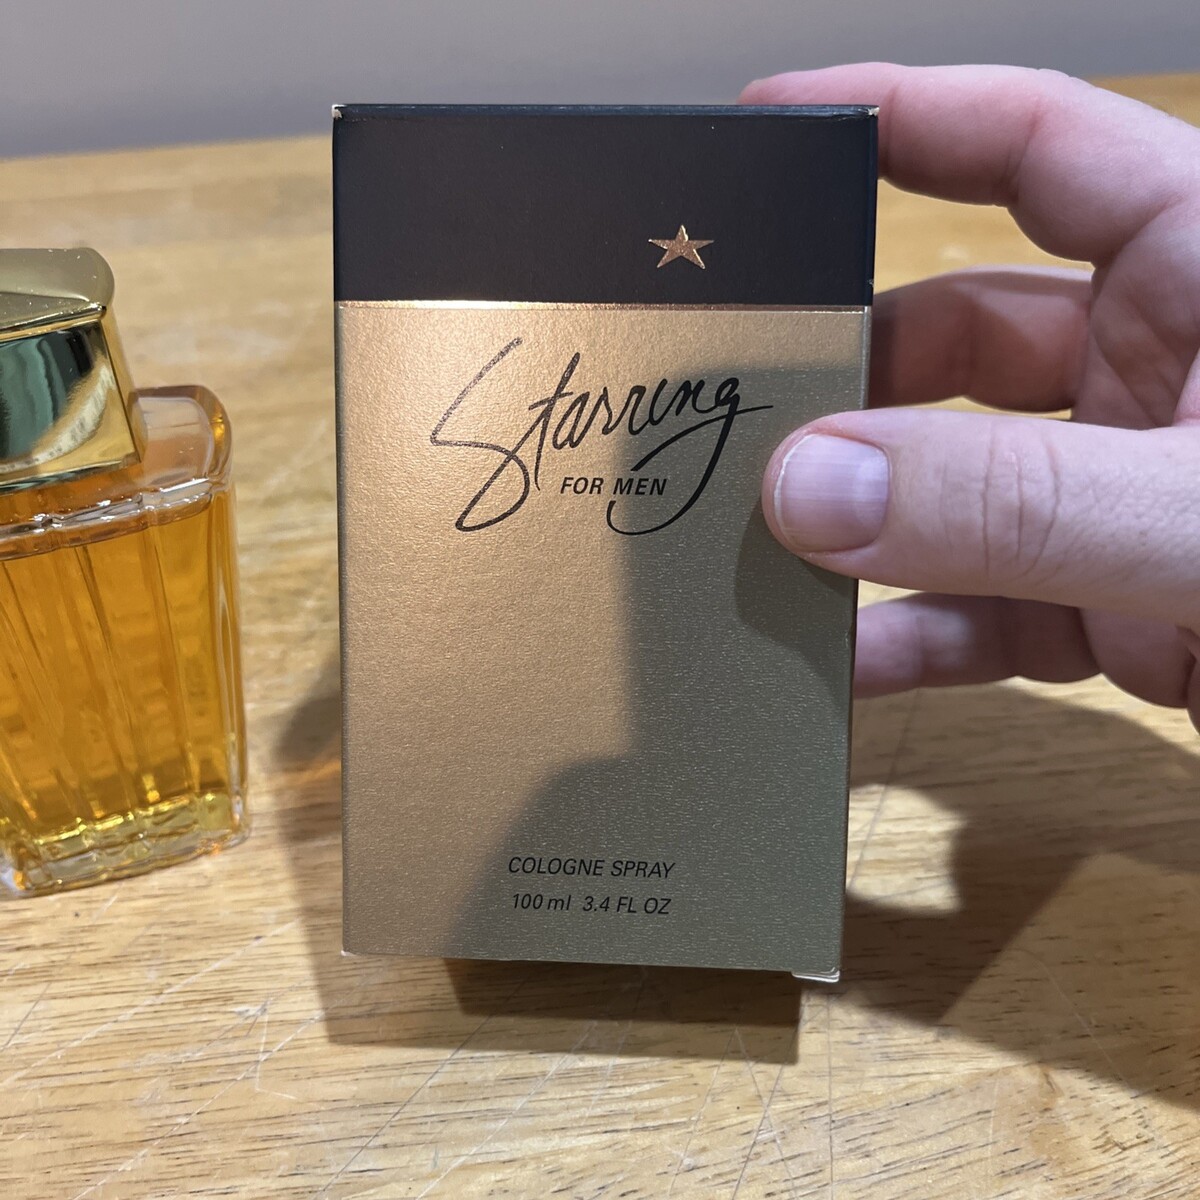 Starring
FOR MEN
COLOGNE SPRAY
100 ml 3.4 FL OZ